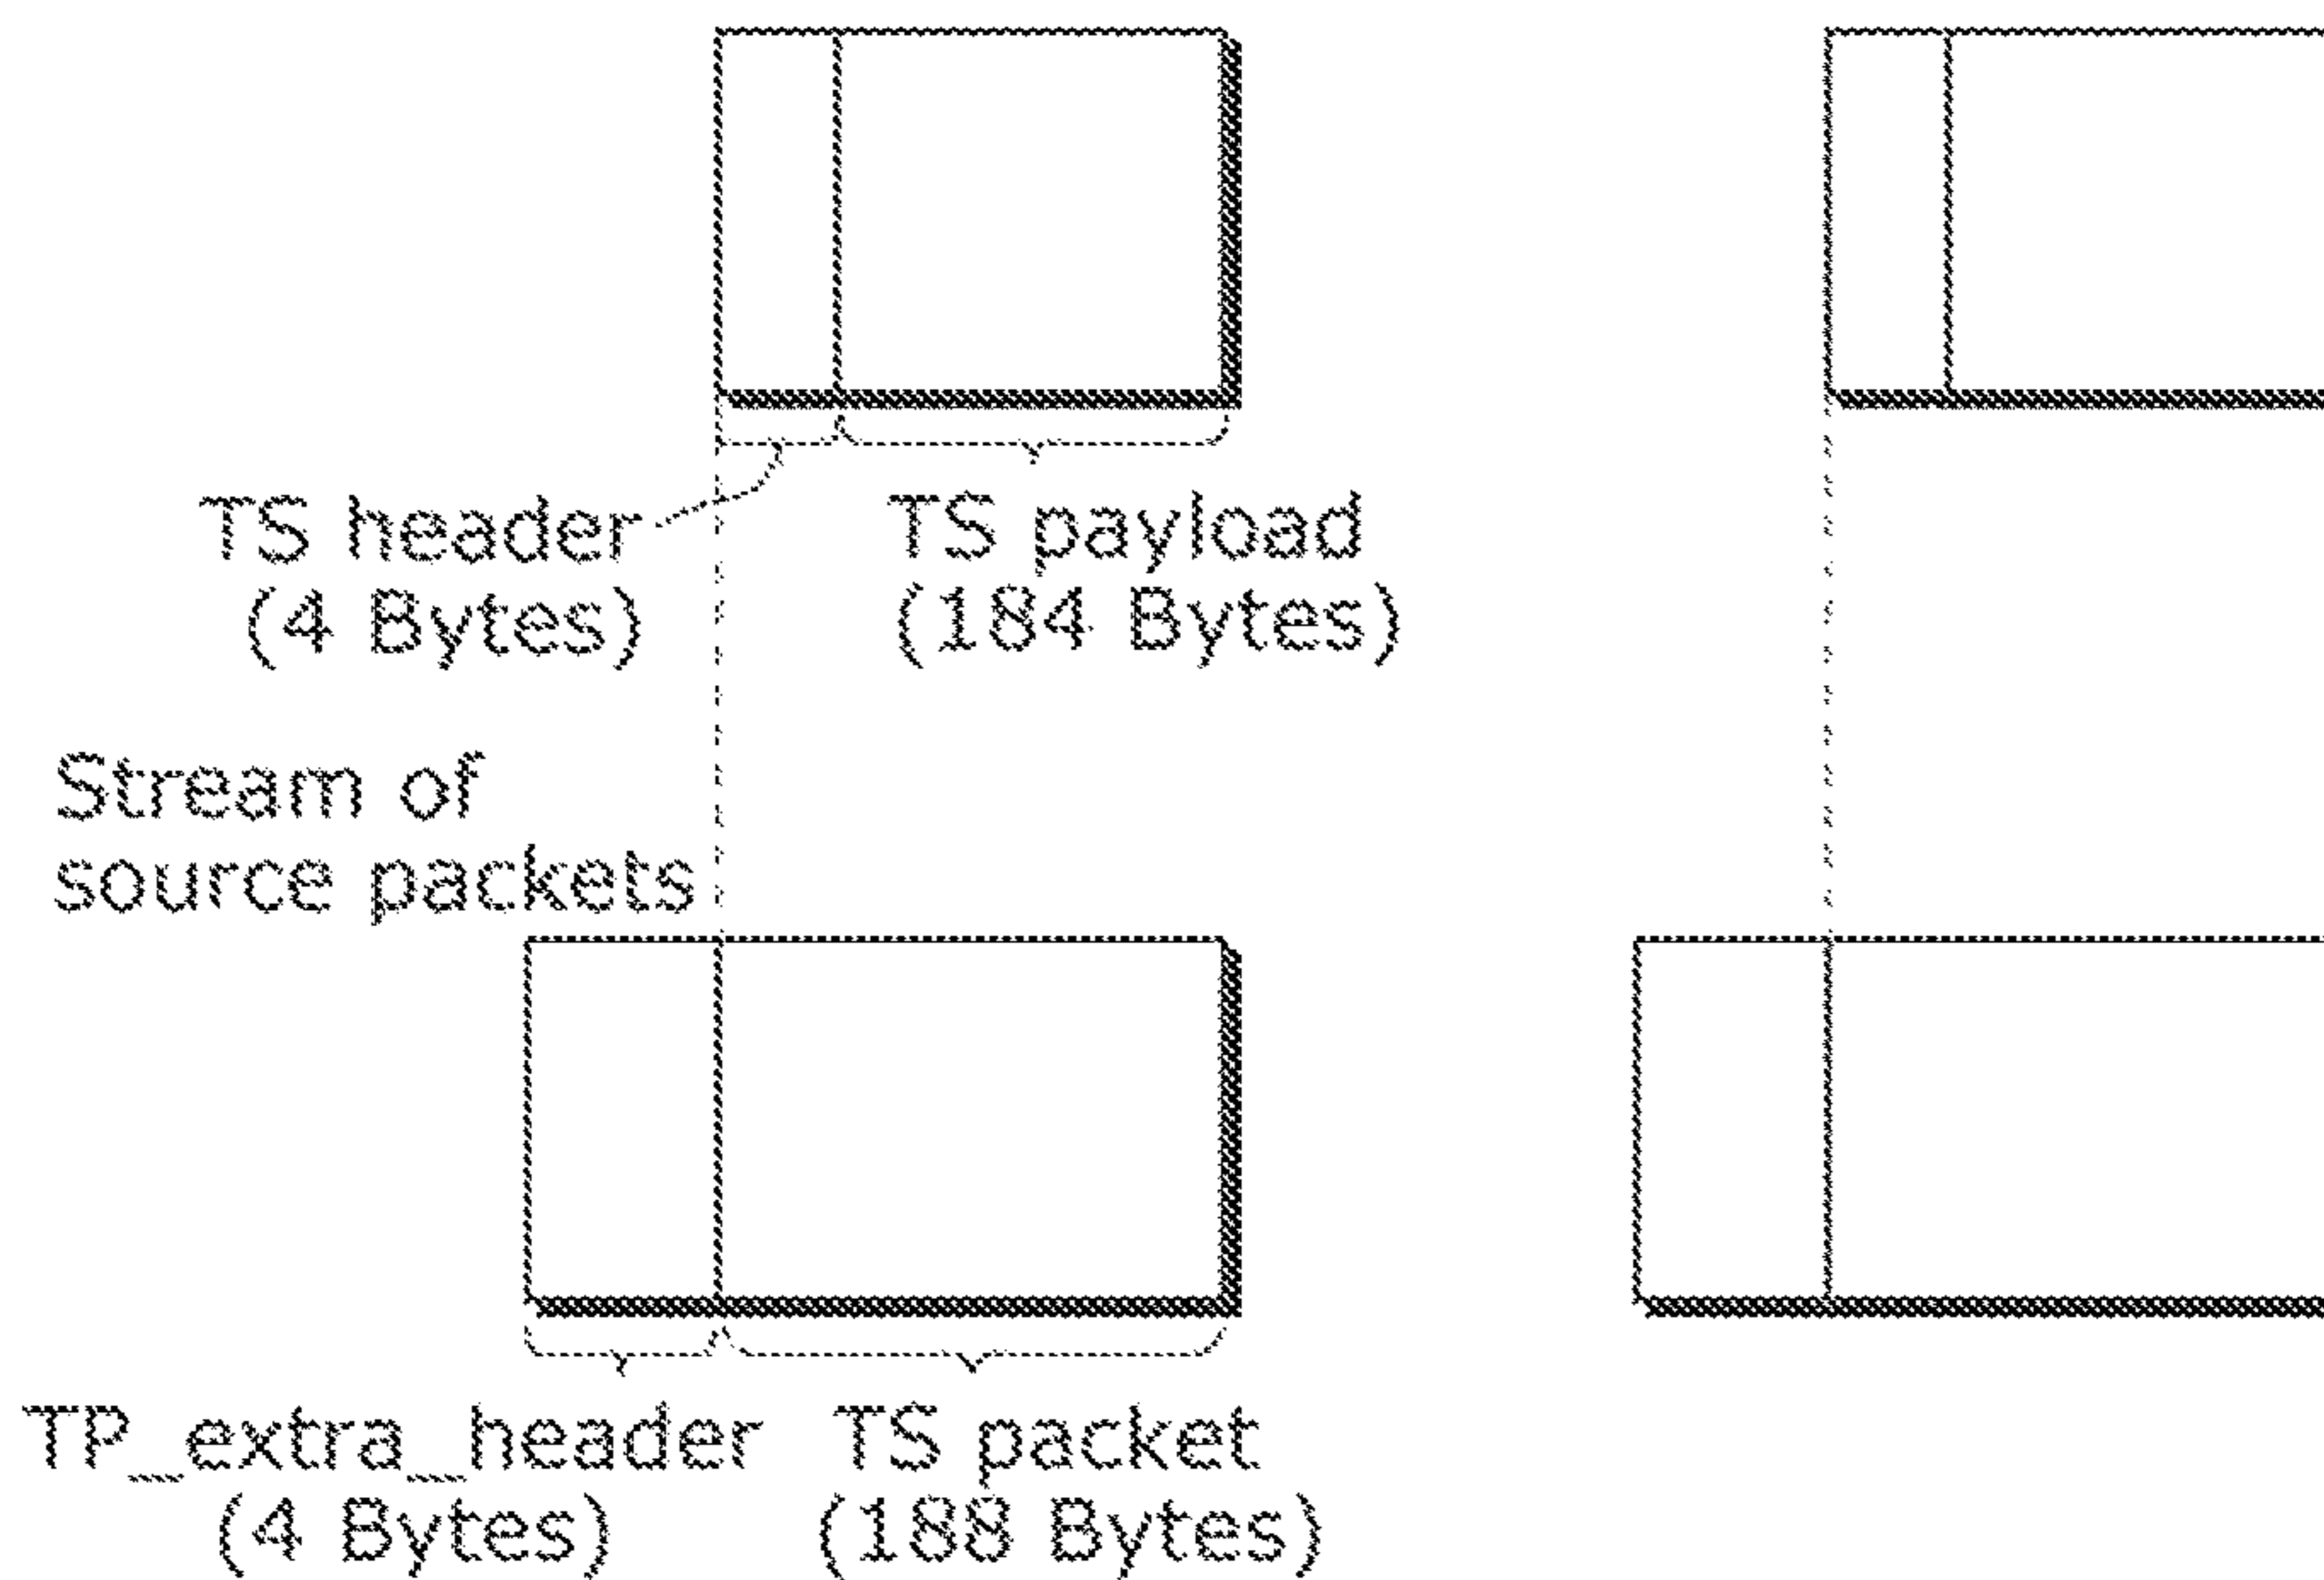 TS header
(4 Bytes)
TS payload
(184 Bytes)
Stream of
source packets
TP_extra_header
(4 Bytes)
TS packet
(188 Bytes)